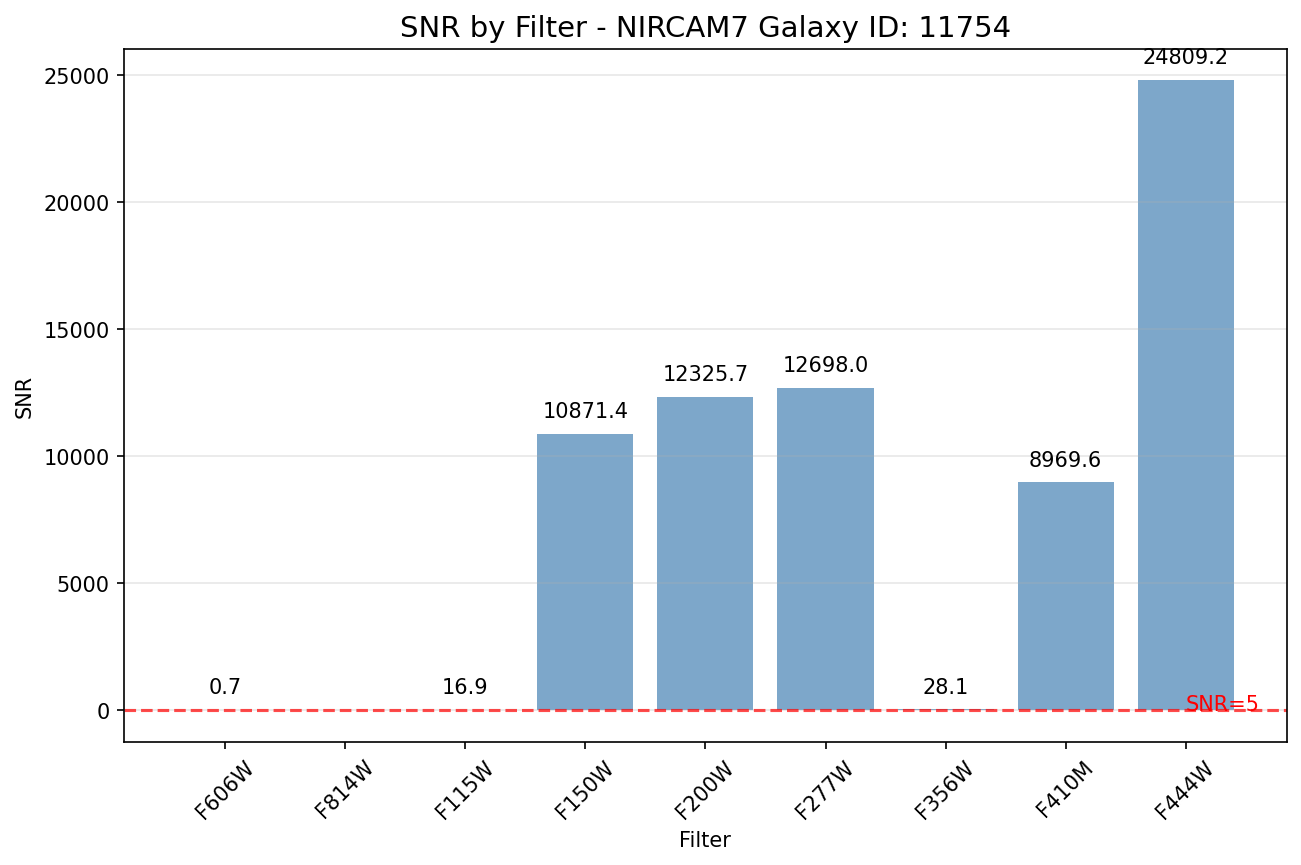 SNR by Filter - NIRCAM7 Galaxy ID: 11754
SNR
25000
20000
15000
10000
5000
0
0.7
16.9
10871.4
12325.7
12698.0
28.1
8969.6
24809.2
SNR=5
F606W
F814W
F115W
F150W
F200W
F277W
F356W
F410M
F444W
Filter